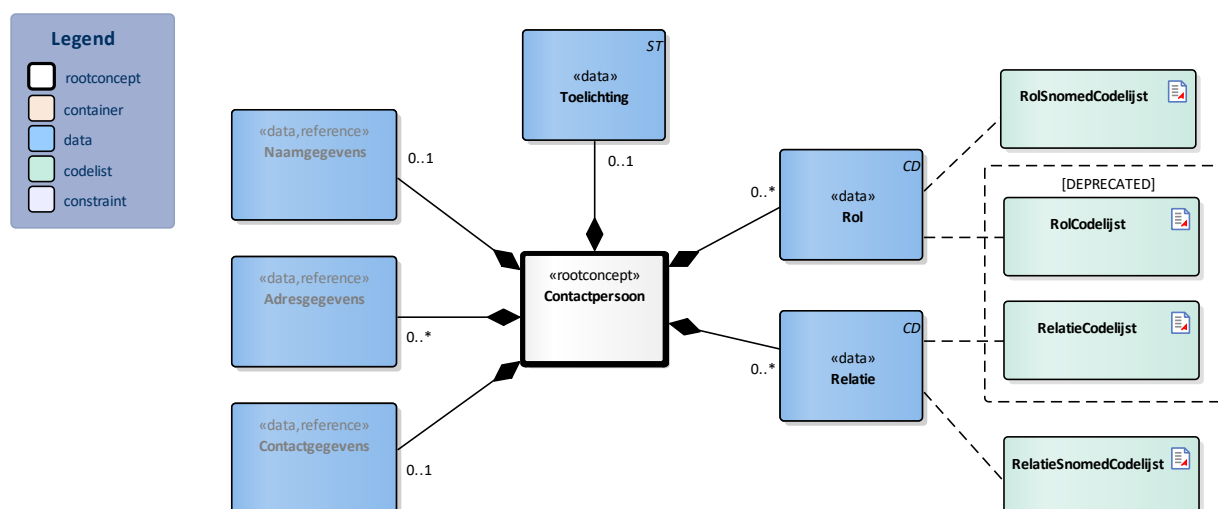 Legend
rootconcept
container
data
codelist
constraint
«data,reference»
Naamgegevens
0..1
«data,reference»
Adresgegevens
0..*
«data,reference»
Contactgegevens
0..1
ST
«data»
Toelichting
0..1
«rootconcept»
Contactpersoon
CD
«data»
Rol
0..*
CD
«data»
Relatie
0..*
RolSnomedCodelijst
[DEPRECATED]
RolCodelijst
RelatieCodelijst
RelatieSnomedCodelijst